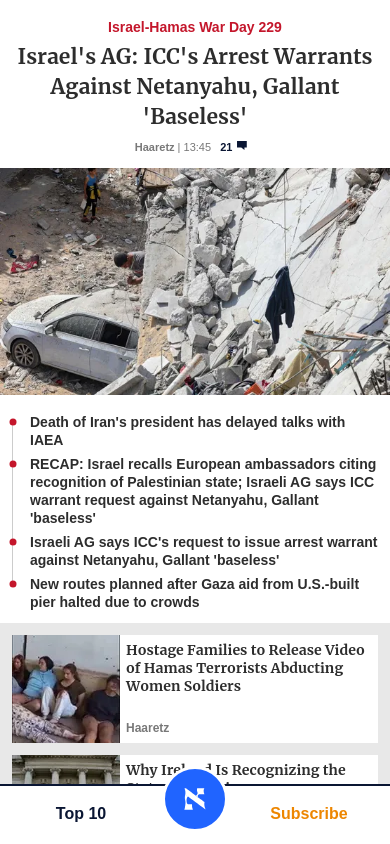 Israel-Hamas War Day 229
Israel's AG: ICC's Arrest Warrants
Against Netanyahu, Gallant
'Baseless'
Haaretz | 13:45 21
Death of Iran's president has delayed talks with
IAEA
RECAP: Israel recalls European ambassadors citing
recognition of Palestinian state; Israeli AG says ICC
warrant request against Netanyahu, Gallant
'baseless'
Israeli AG says ICC's request to issue arrest warrant
against Netanyahu, Gallant 'baseless'
New routes planned after Gaza aid from U.S.-built
pier halted due to crowds
Hostage Families to Release Video
of Hamas Terrorists Abducting
Women Soldiers
Haaretz
Why Ireland Is Recognizing the
Top 10
Subscribe